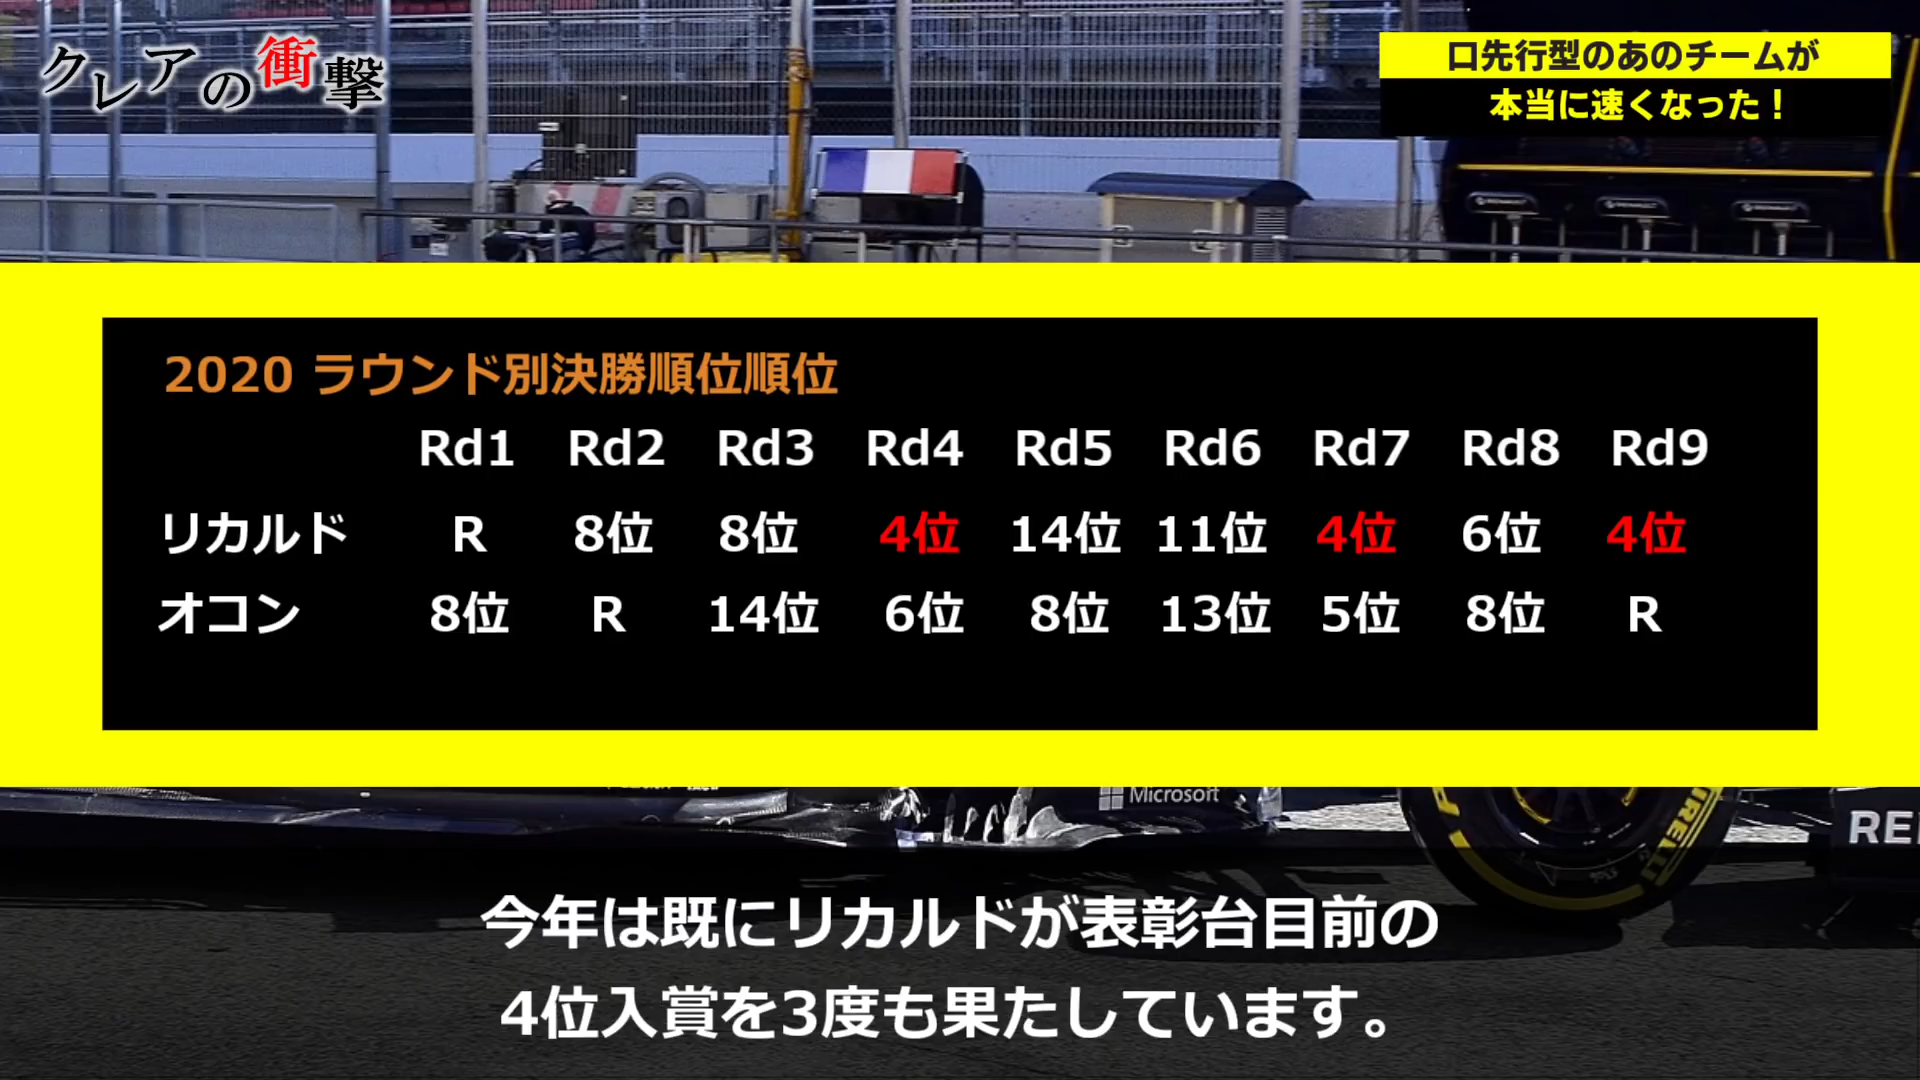 クレアの衝撃
口先行型のあのチームが
本当に速くなった！
2020 ラウンド別決勝順位順位
Rd1 Rd2 Rd3 Rd4 Rd5 Rd6 Rd7 Rd8 Rd9
リカルド R 8位 8位 4位 14位 11位 4位 6位 4位
オコン 8位 R 14位 6位 8位 13位 5位 8位 R
Microsoft
IRELLI
RE
今年は既にリカルドが表彰台目前の
4位入賞を3度も果たしています。